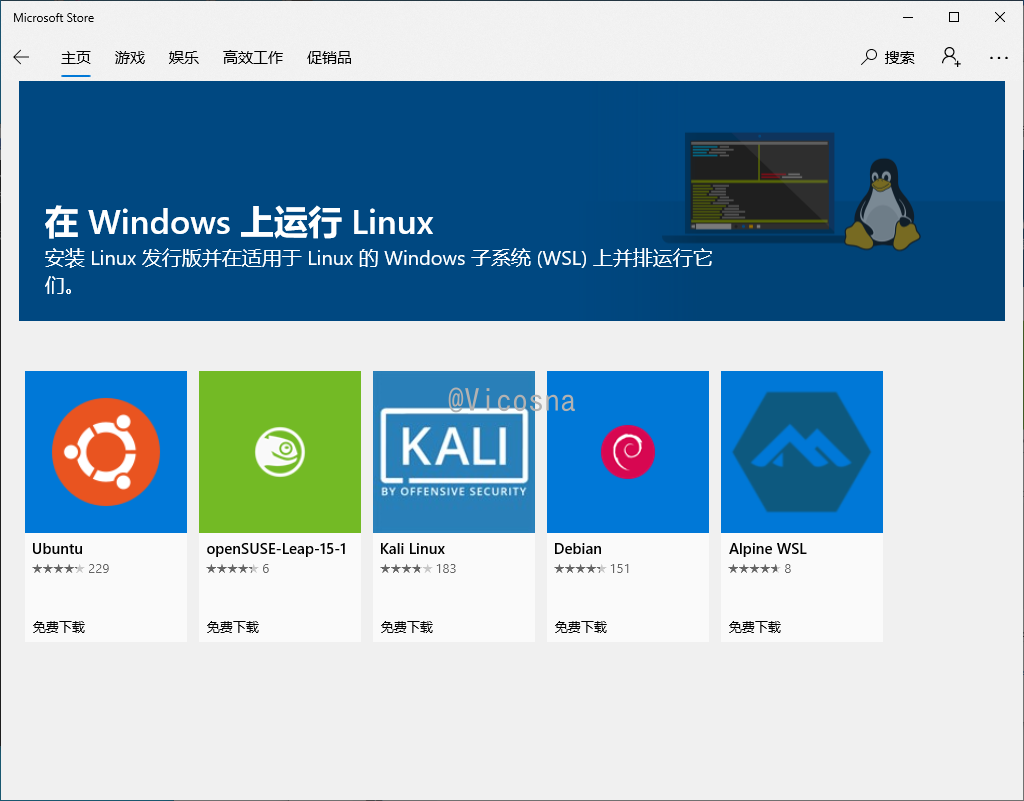 Microsoft Store
主页 游戏 娱乐 高效工作 促销品 搜索
在 Windows 上运行 Linux
安装 Linux 发行版并在适用于 Linux 的 Windows 子系统 (WSL) 上并排运行它
们。
@Vicosna
KALI
BY OFFENSIVE SECURITY
Ubuntu
229
免费下载
openSUSE-Leap-15-1
6
免费下载
Kali Linux
183
免费下载
Debian
151
免费下载
Alpine WSL
8
免费下载